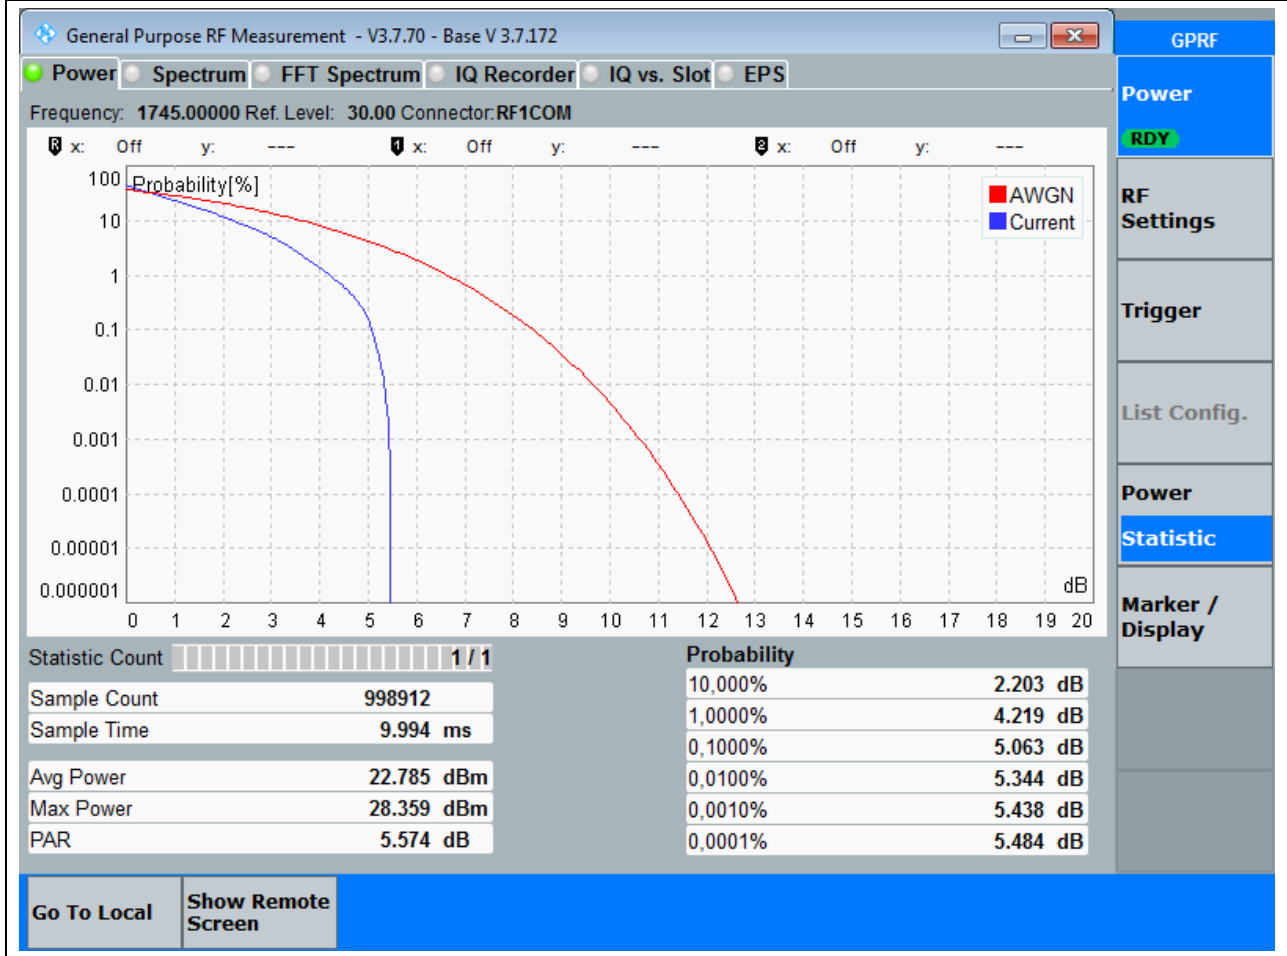 General Purpose RF Measurement - V3.7.70 - Base V 3.7.172
GPRF
Power Spectrum FFT Spectrum IQ Recorder IQ vs. Slot EPS
Frequency: 1745.00000 Ref. Level: 30.00 Connector:RF1COM
R x: Off y: --- 1 x: Off y: --- 2 x: Off y: ---
Probability[%]
AWGN
Current
100
10
1
0.1
0.01
0.001
0.0001
0.00001
0.000001
dB
0 1 2 3 4 5 6 7 8 9 10 11 12 13 14 15 16 17 18 19 20
Statistic Count 1 / 1
Sample Count 998912
Sample Time 9.994 ms
Avg Power 22.785 dBm
Max Power 28.359 dBm
PAR 5.574 dB
Probability
10,000% 2.203 dB
1,0000% 4.219 dB
0,1000% 5.063 dB
0,0100% 5.344 dB
0,0010% 5.438 dB
0,0001% 5.484 dB
Power
RDY
RF
Settings
Trigger
List Config.
Power
Statistic
Marker /
Display
Go To Local
Show Remote
Screen